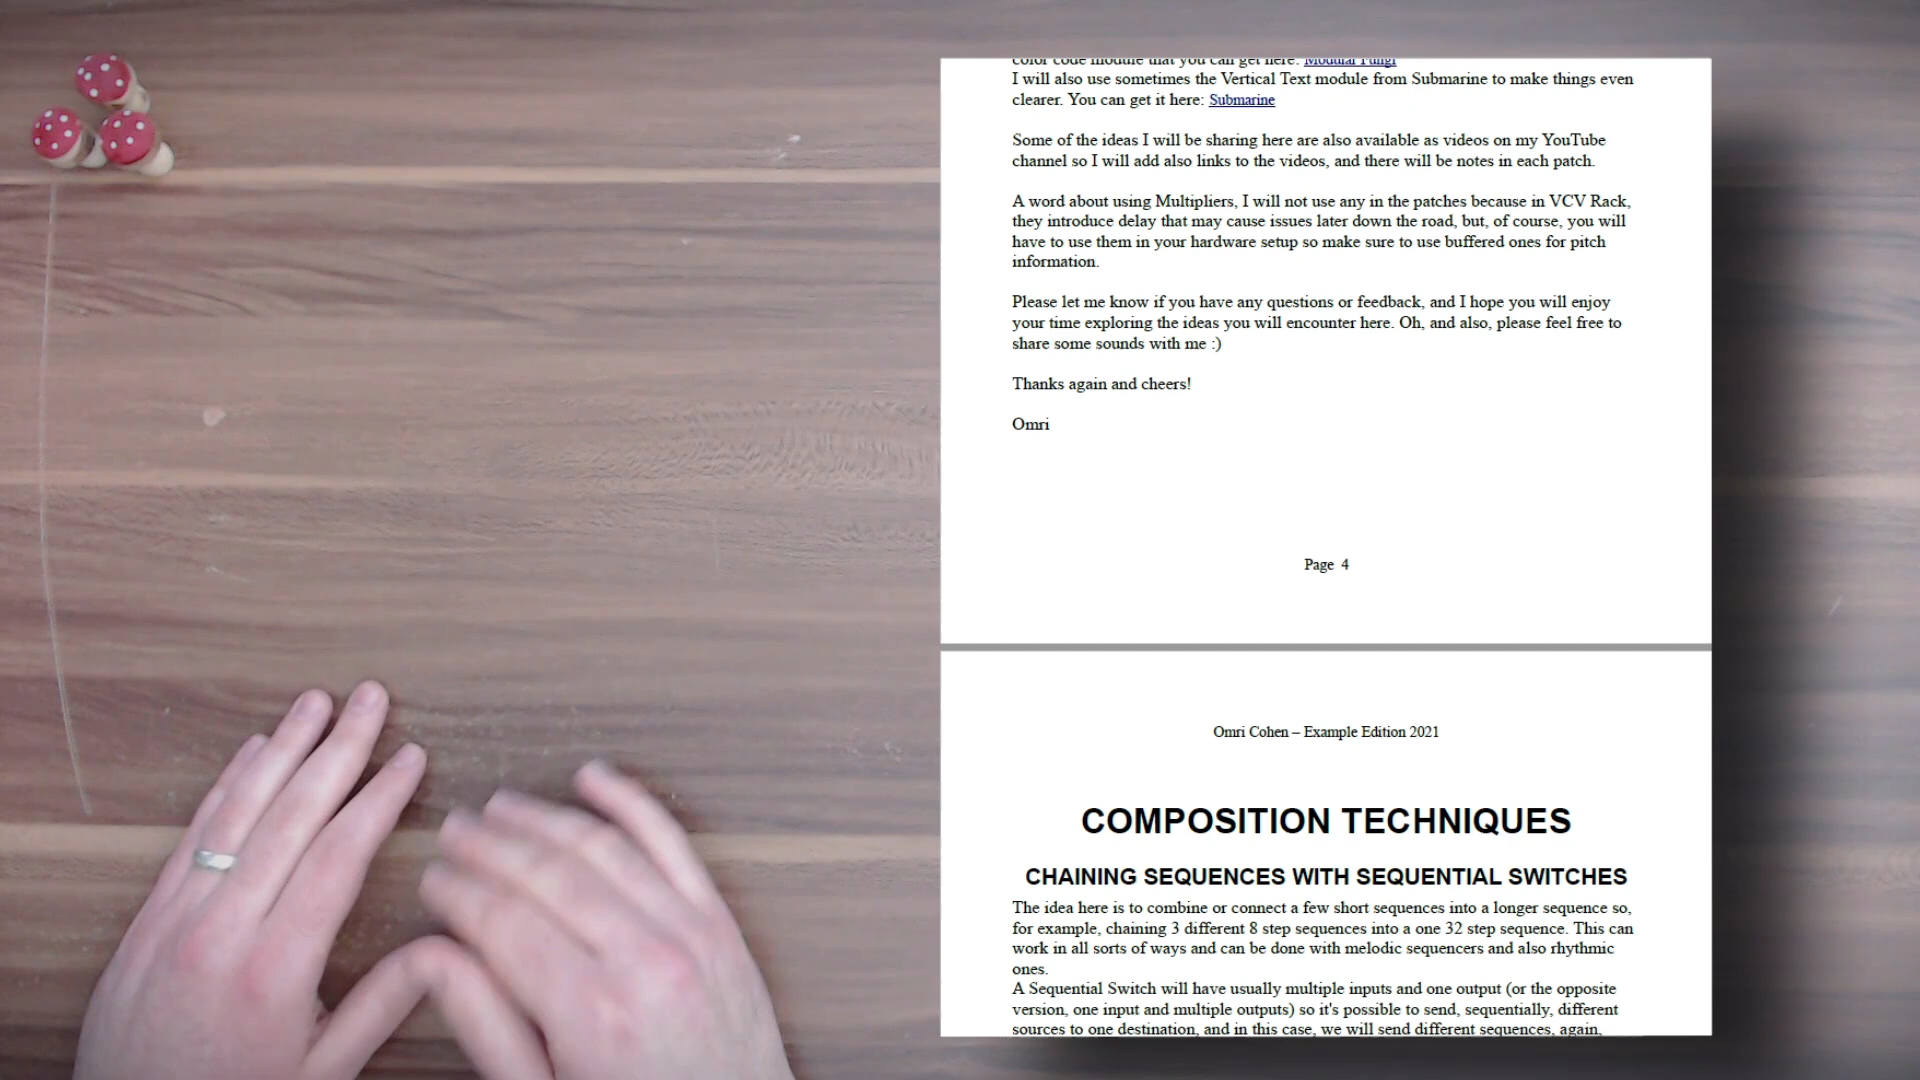 color code module that you can get here: Modular Fungi
I will also use sometimes the Vertical Text module from Submarine to make things even
clearer. You can get it here: Submarine
Some of the ideas I will be sharing here are also available as videos on my YouTube
channel so I will add also links to the videos, and there will be notes in each patch.
A word about using Multipliers, I will not use any in the patches because in VCV Rack,
they introduce delay that may cause issues later down the road, but, of course, you will
have to use them in your hardware setup so make sure to use buffered ones for pitch
information.
Please let me know if you have any questions or feedback, and I hope you will enjoy
your time exploring the ideas you will encounter here. Oh, and also, please feel free to
share some sounds with me :)
Thanks again and cheers!
Omri
Page 4
Omri Cohen – Example Edition 2021
COMPOSITION TECHNIQUES
CHAINING SEQUENCES WITH SEQUENTIAL SWITCHES
The idea here is to combine or connect a few short sequences into a longer sequence so,
for example, chaining 3 different 8 step sequences into a one 32 step sequence. This can
work in all sorts of ways and can be done with melodic sequencers and also rhythmic
ones.
A Sequential Switch will have usually multiple inputs and one output (or the opposite
version, one input and multiple outputs) so it's possible to send, sequentially, different
sources to one destination, and in this case, we will send different sequences, again,